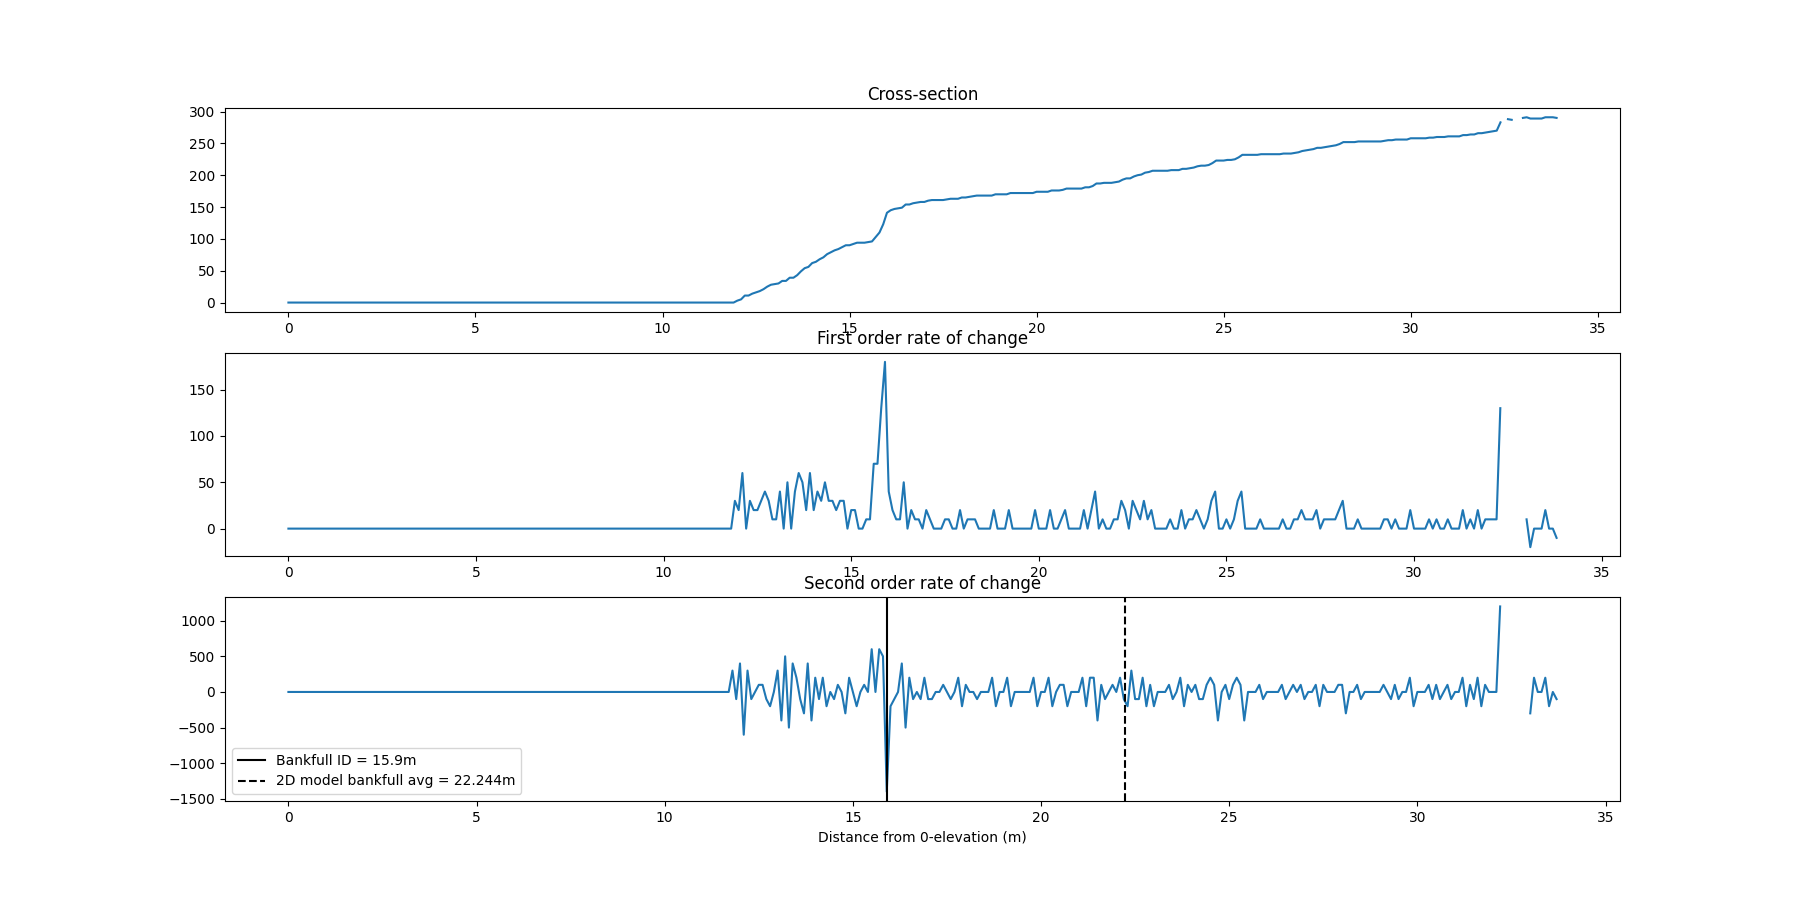 Cross-section
300
250
200
150
100
50
0
0 5 10 15 20 25 30 35
First order rate of change
150
100
50
0
0 5 10 15 20 25 30 35
Second order rate of change
1000
500
0
−500
−1000
−1500
Bankfull ID = 15.9m
2D model bankfull avg = 22.244m
0 5 10 15 20 25 30 35
Distance from 0-elevation (m)